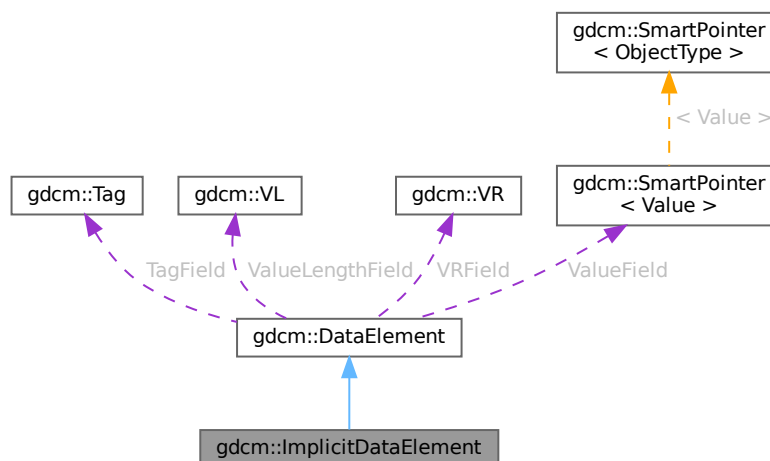 gdcm::SmartPointer
< ObjectType >
< Value >
gdcm::Tag
gdcm::VL
gdcm::VR
gdcm::SmartPointer
< Value >
TagField
ValueLengthField
VRField
ValueField
gdcm::DataElement
gdcm::ImplicitDataElement